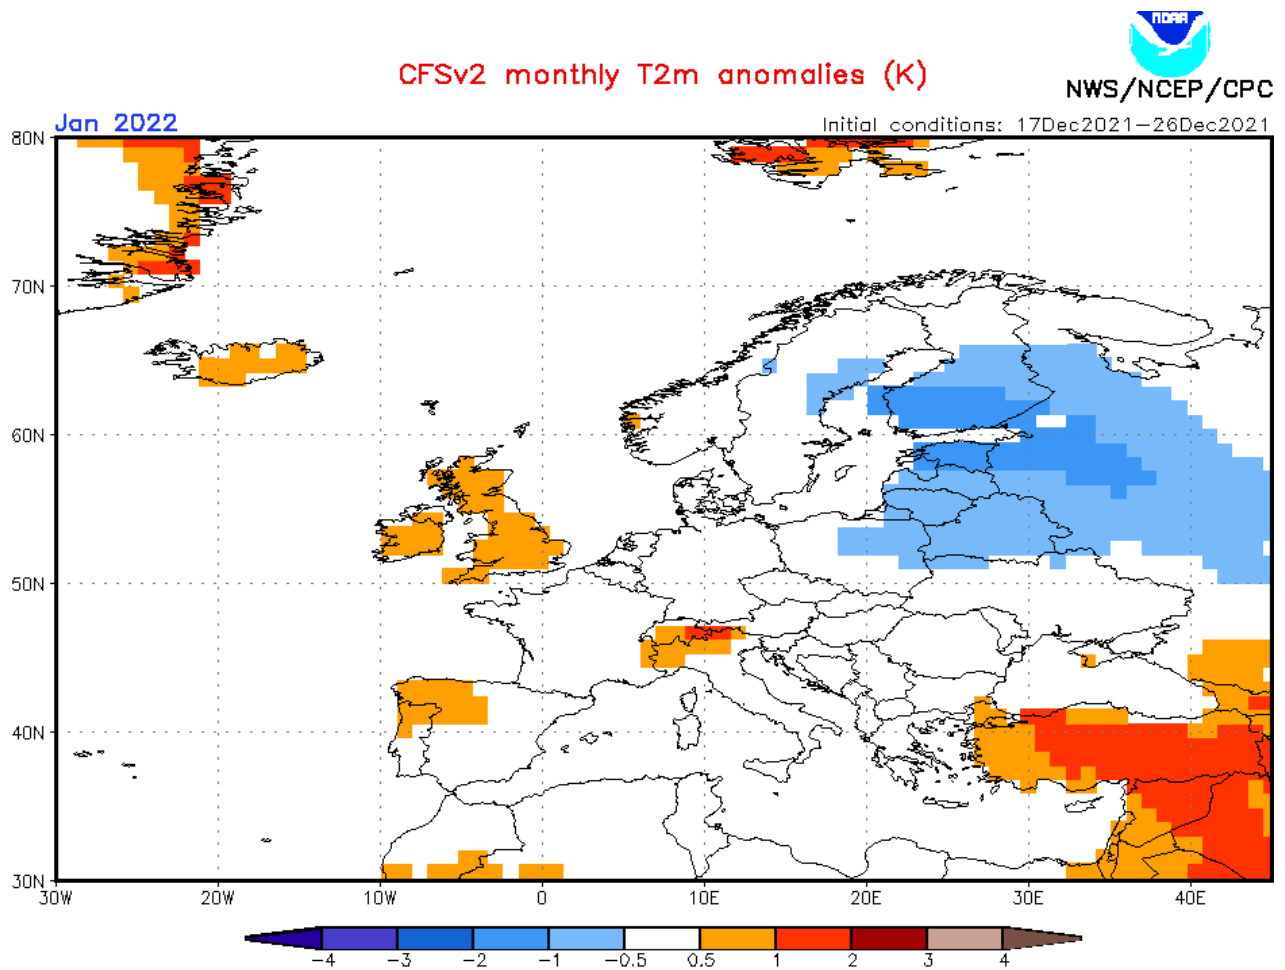 NOAA
CFSv2 monthly T2m anomalies (K)
NWS/NCEP/CPC
Jan 2022
Initial conditions: 17Dec2021-26Dec2021
80N
70N
60N
50N
40N
30N
30W 20W 10W 0 10E 20E 30E 40E
-4 -3 -2 -1 -0.5 0.5 1 2 3 4